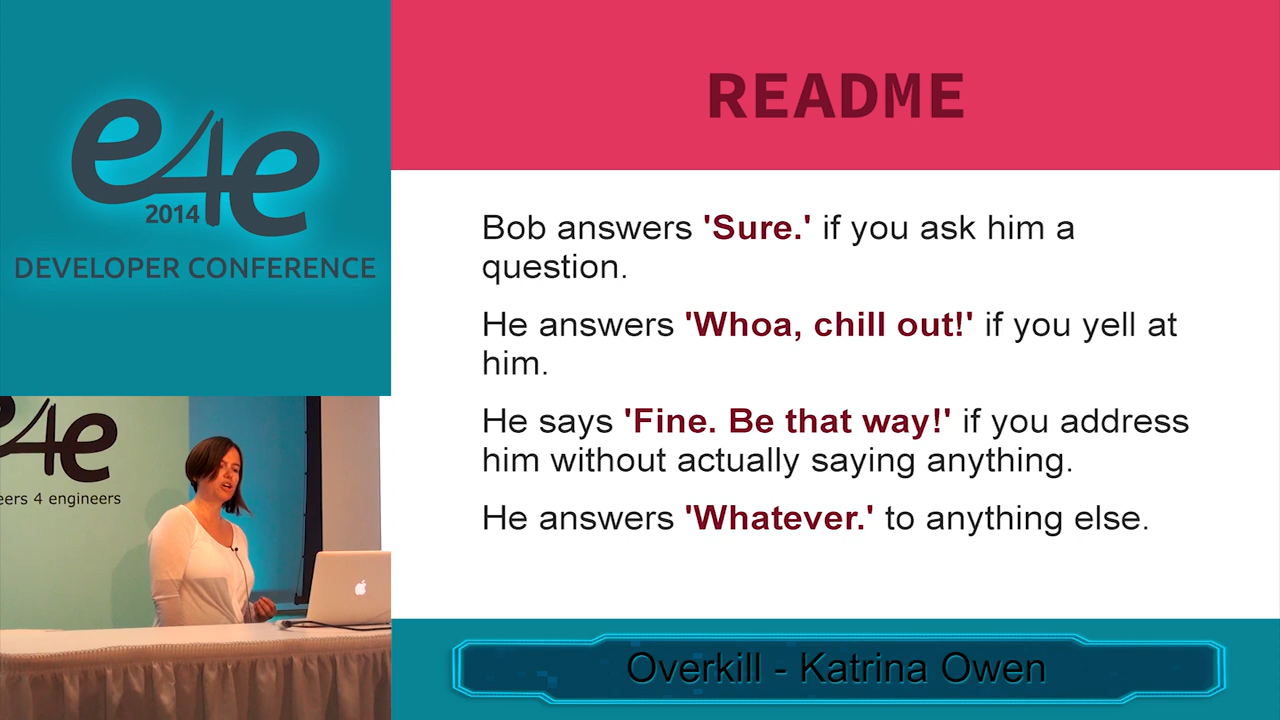 e4e
2014
DEVELOPER CONFERENCE
README
Bob answers 'Sure.' if you ask him a
question.
He answers 'Whoa, chill out!' if you yell at
him.
He says 'Fine. Be that way!' if you address
him without actually saying anything.
He answers 'Whatever.' to anything else.
4e
eers 4 engineers
Overkill - Katrina Owen